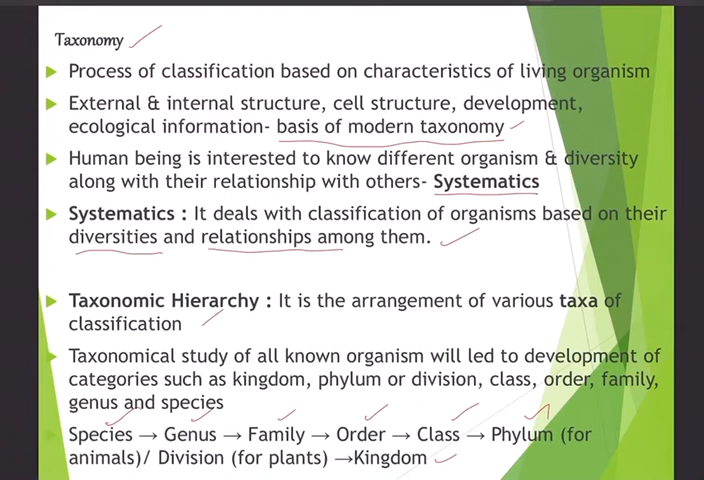 Taxonomy
Process of classification based on characteristics of living organism
External & internal structure, cell structure, development,
ecological information- basis of modern taxonomy
Human being is interested to know different organism & diversity
along with their relationship with others- Systematics
Systematics : It deals with classification of organisms based on their
diversities and relationships among them.
Taxonomic Hierarchy : It is the arrangement of various taxa of
classification
Taxonomical study of all known organism will led to development of
categories such as kingdom, phylum or division, class, order, family,
genus and species
Species → Genus → Family → Order → Class → Phylum (for
animals)/ Division (for plants) →Kingdom